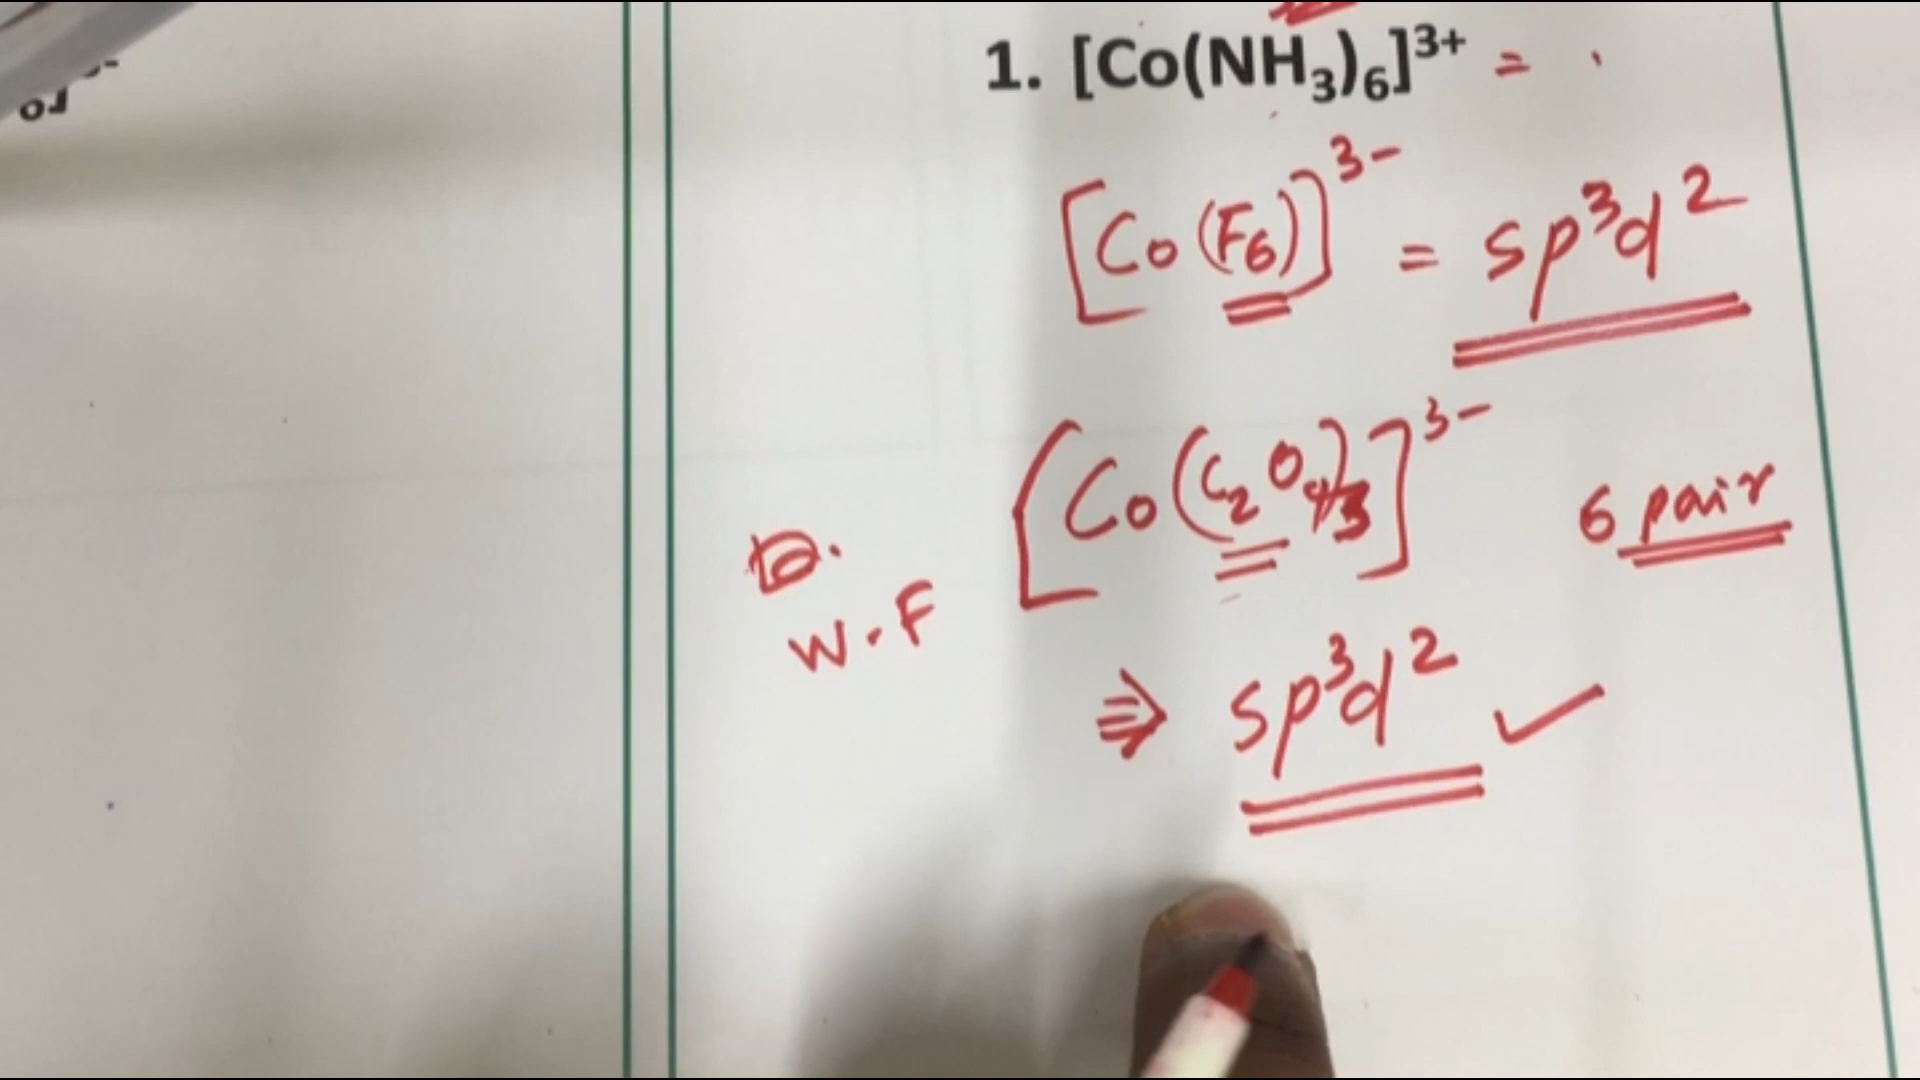 1. [Co(NH₃)₆]³⁺ =
[Co(F₆)]³⁻ = sp³d²
[Co(C₂O₄)₃]³⁻ 6 pair
W.F
⇒ sp³d² ✓